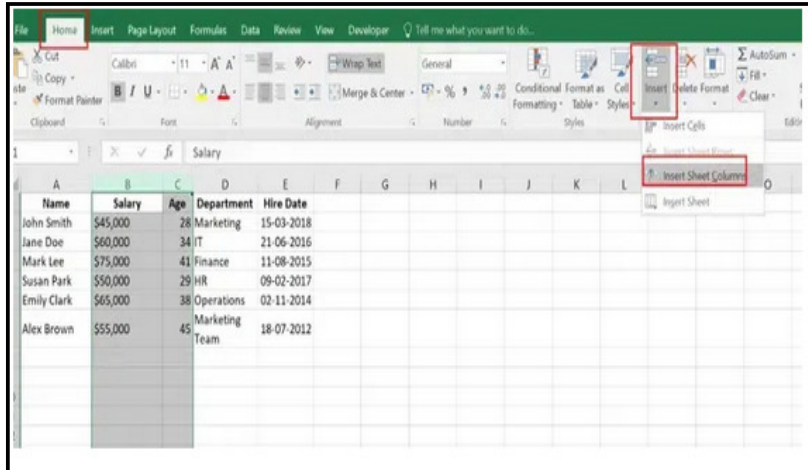 File Home Insert Page Layout Formulas Data Review View Developer Tell me what you want to do...
Cut
Copy
Format Painter
Clipboard
Calibri 11 A A
B I U A
Font
Wrap Text
Merge & Center
Alignment
General
% ,
Number
Conditional Formatting
Format as Table
Cell Styles
Styles
Insert Delete Format
AutoSum
Fill
Clear
Insert Cells
Insert Sheet Rows
Insert Sheet Columns
Insert Sheet
fx Salary
A B C D E F G H I J K L O
Name Salary Age Department Hire Date
John Smith $45,000 28 Marketing 15-03-2018
Jane Doe $60,000 34 IT 21-06-2016
Mark Lee $75,000 41 Finance 11-08-2015
Susan Park $50,000 29 HR 09-02-2017
Emily Clark $65,000 38 Operations 02-11-2014
Alex Brown $55,000 45 Marketing Team 18-07-2012